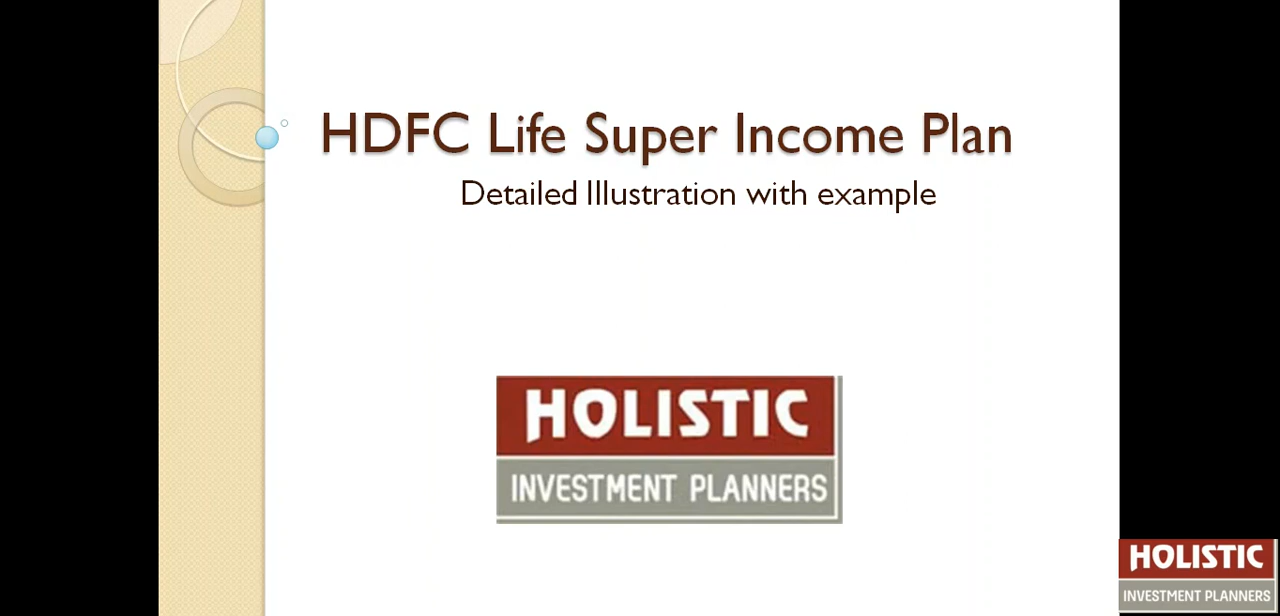 HDFC Life Super Income Plan
Detailed Illustration with example
HOLISTIC
INVESTMENT PLANNERS
HOLISTIC
INVESTMENT PLANNERS